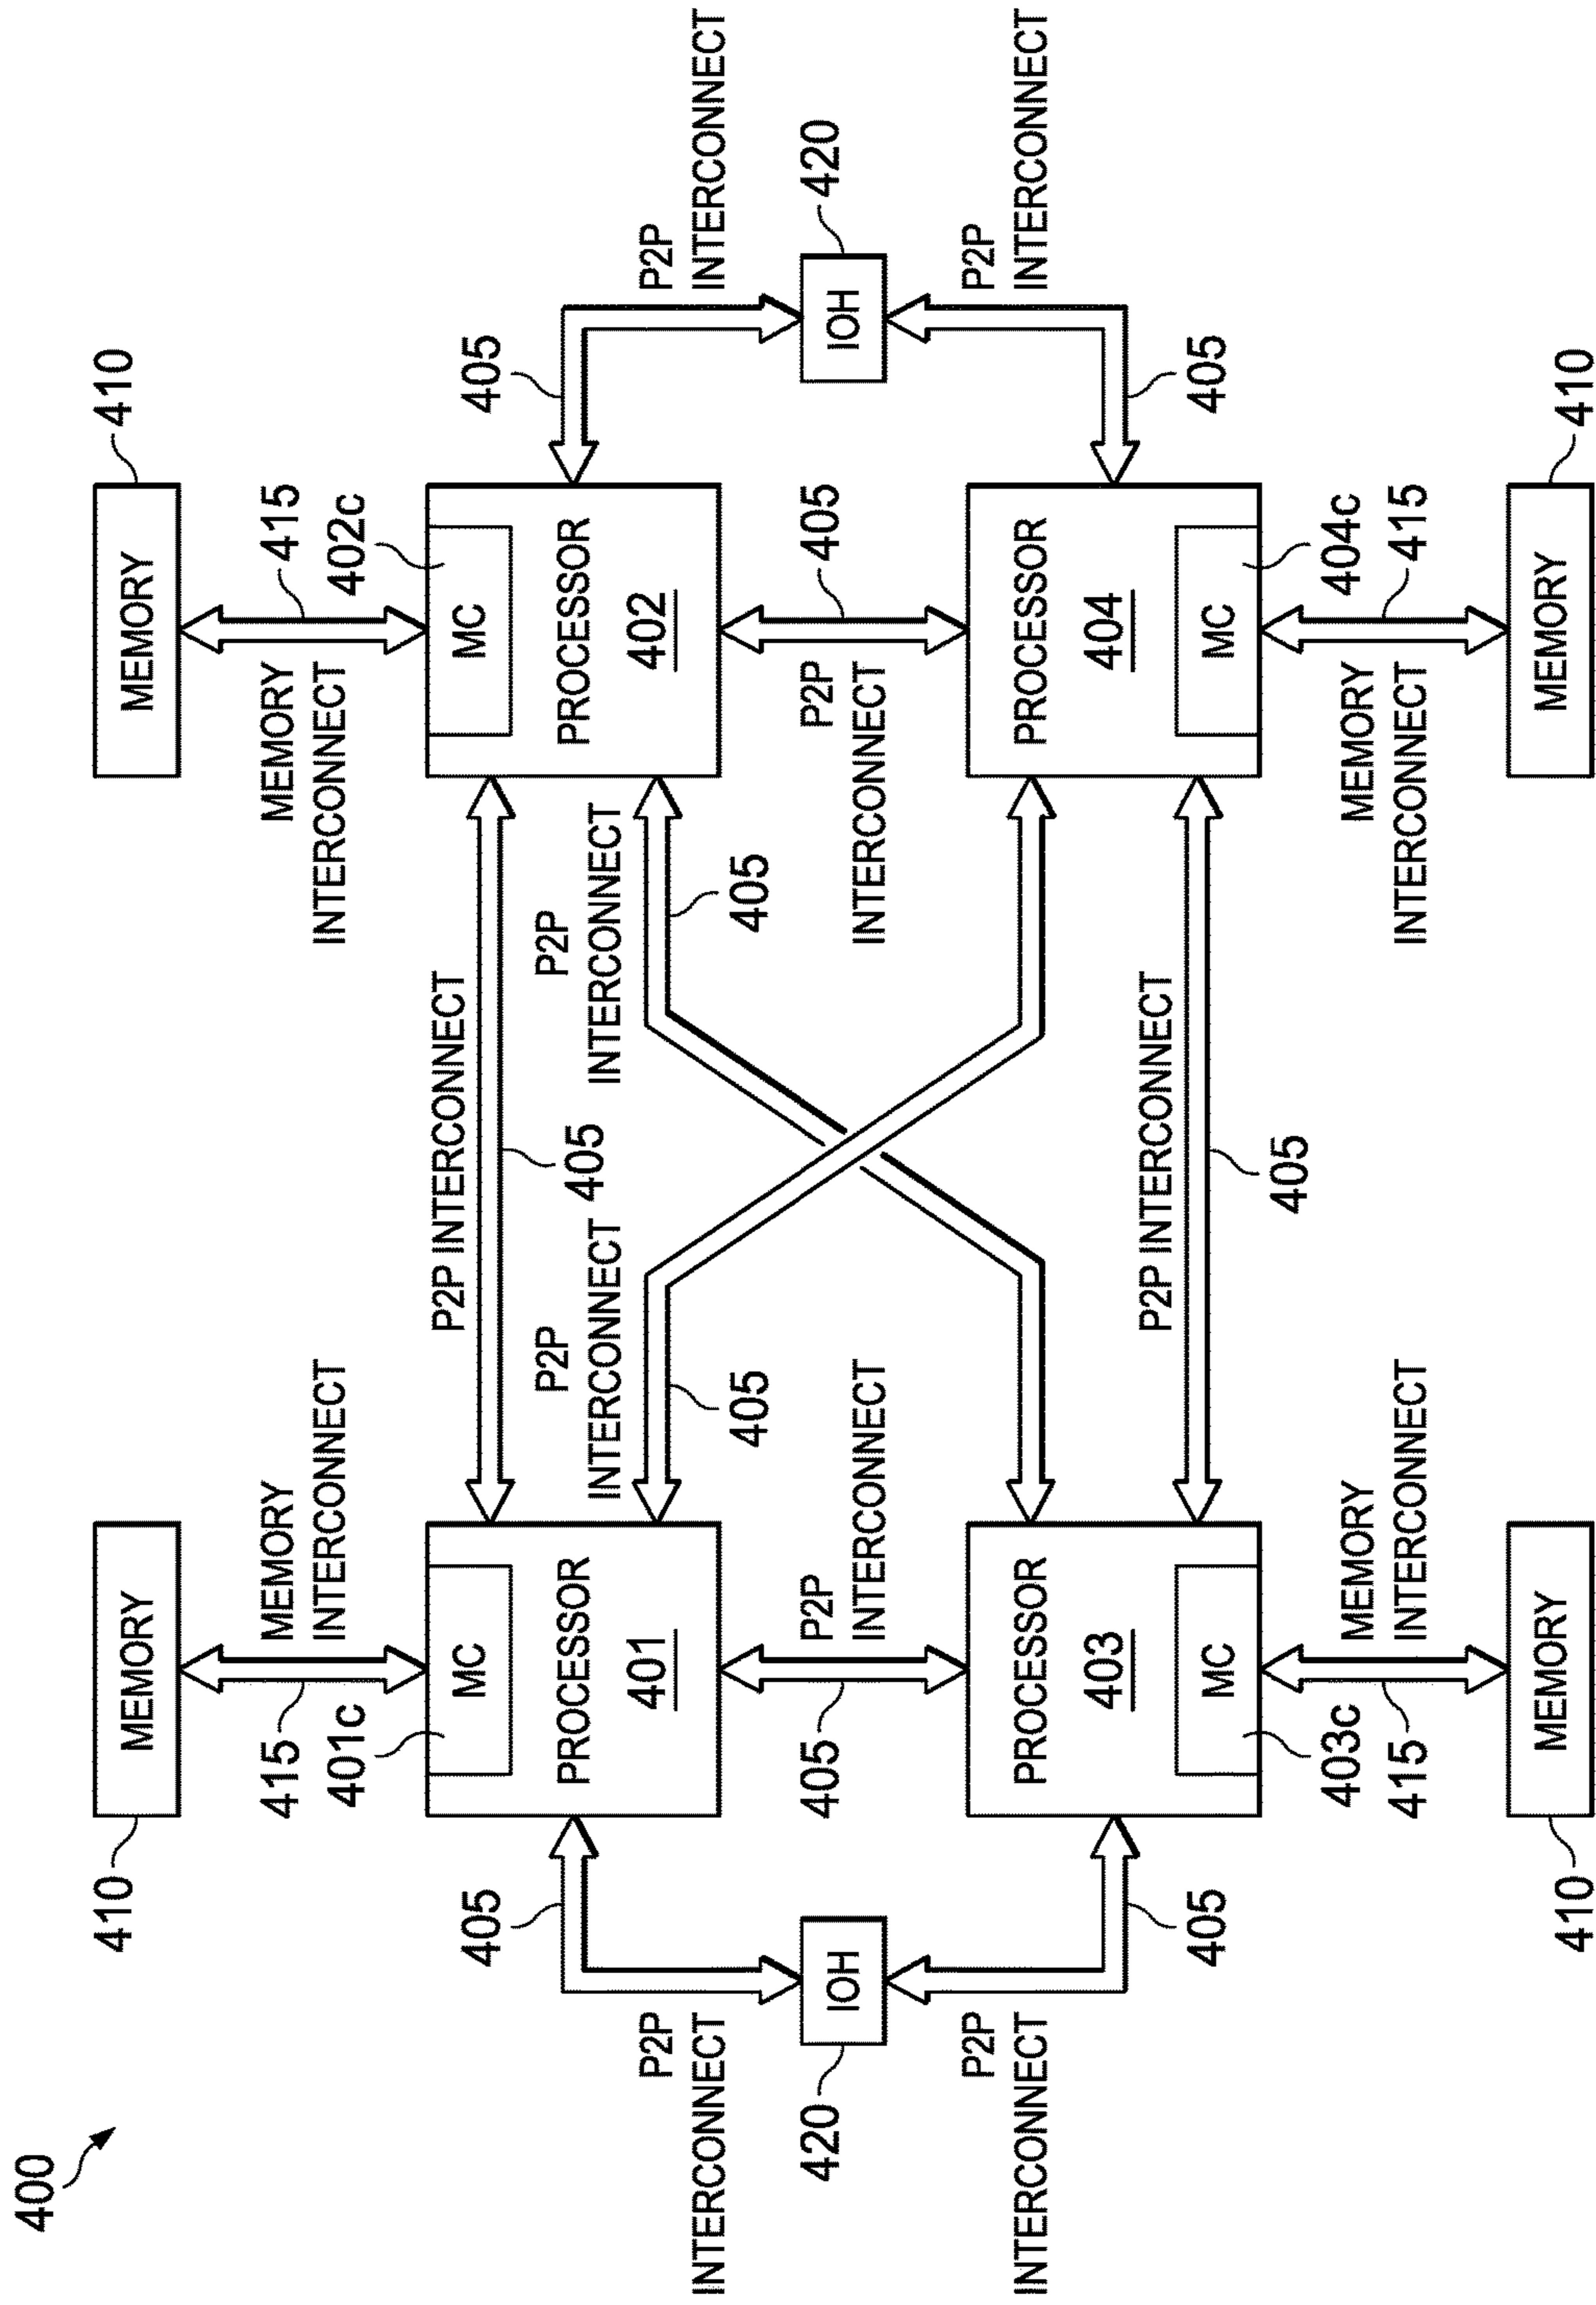 400
410
MEMORY
MEMORY
410
415
MEMORY
INTERCONNECT
MEMORY
INTERCONNECT
415
401c
402c
405
MC
PROCESSOR
401
P2P INTERCONNECT
405
MC
PROCESSOR
402
405
P2P
INTERCONNECT
P2P
INTERCONNECT
405
P2P
INTERCONNECT
405
P2P
INTERCONNECT
420
IOH
405
P2P
INTERCONNECT
P2P
INTERCONNECT
405
IOH
420
P2P
INTERCONNECT
405
PROCESSOR
403
MC
P2P INTERCONNECT
405
PROCESSOR
404
MC
405
P2P
INTERCONNECT
403c
404c
415
MEMORY
INTERCONNECT
MEMORY
INTERCONNECT
415
410
MEMORY
MEMORY
410